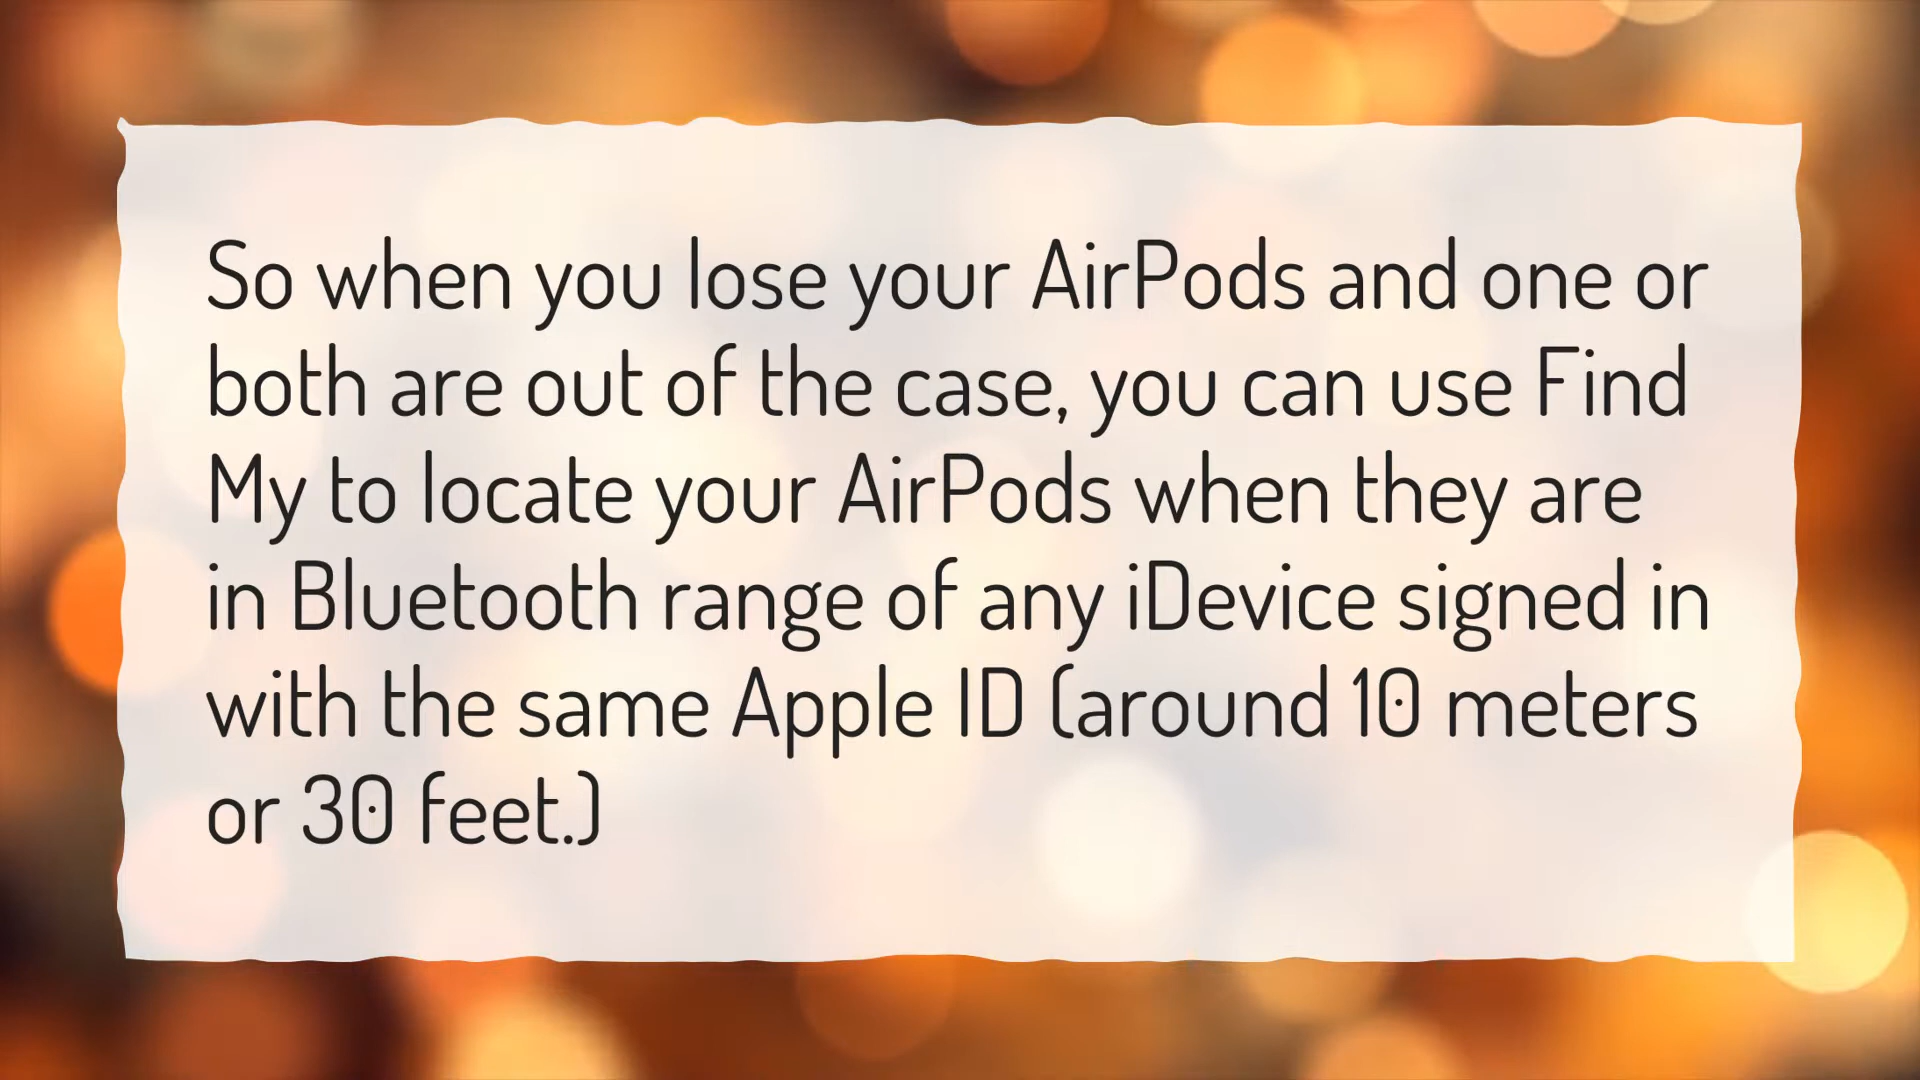 So when you lose your AirPods and one or
both are out of the case, you can use Find
My to locate your AirPods when they are
in Bluetooth range of any iDevice signed in
with the same Apple ID (around 10 meters
or 30 feet.)